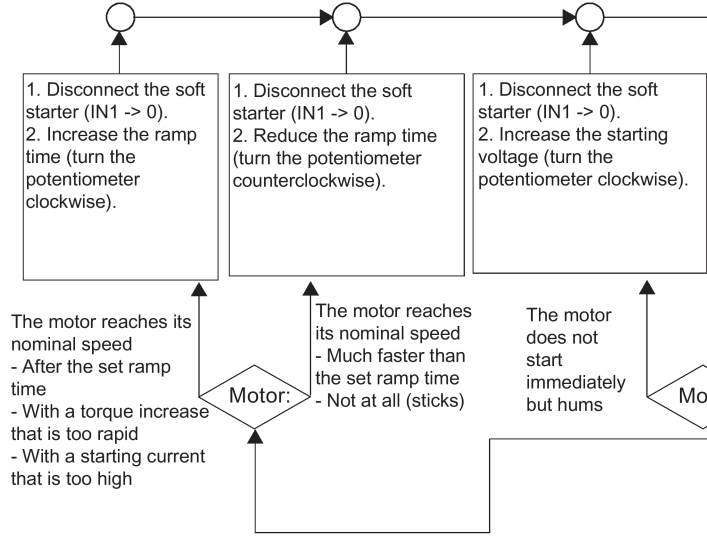 1. Disconnect the soft
starter (IN1 -> 0).
2. Increase the ramp
time (turn the
potentiometer
clockwise).
1. Disconnect the soft
starter (IN1 -> 0).
2. Reduce the ramp time
(turn the potentiometer
counterclockwise).
1. Disconnect the soft
starter (IN1 -> 0).
2. Increase the starting
voltage (turn the
potentiometer clockwise).
The motor reaches its
nominal speed
- After the set ramp
time
- With a torque increase
that is too rapid
- With a starting current
that is too high
Motor:
The motor reaches
its nominal speed
- Much faster than
the set ramp time
- Not at all (sticks)
The motor
does not
start
immediately
but hums
Mo